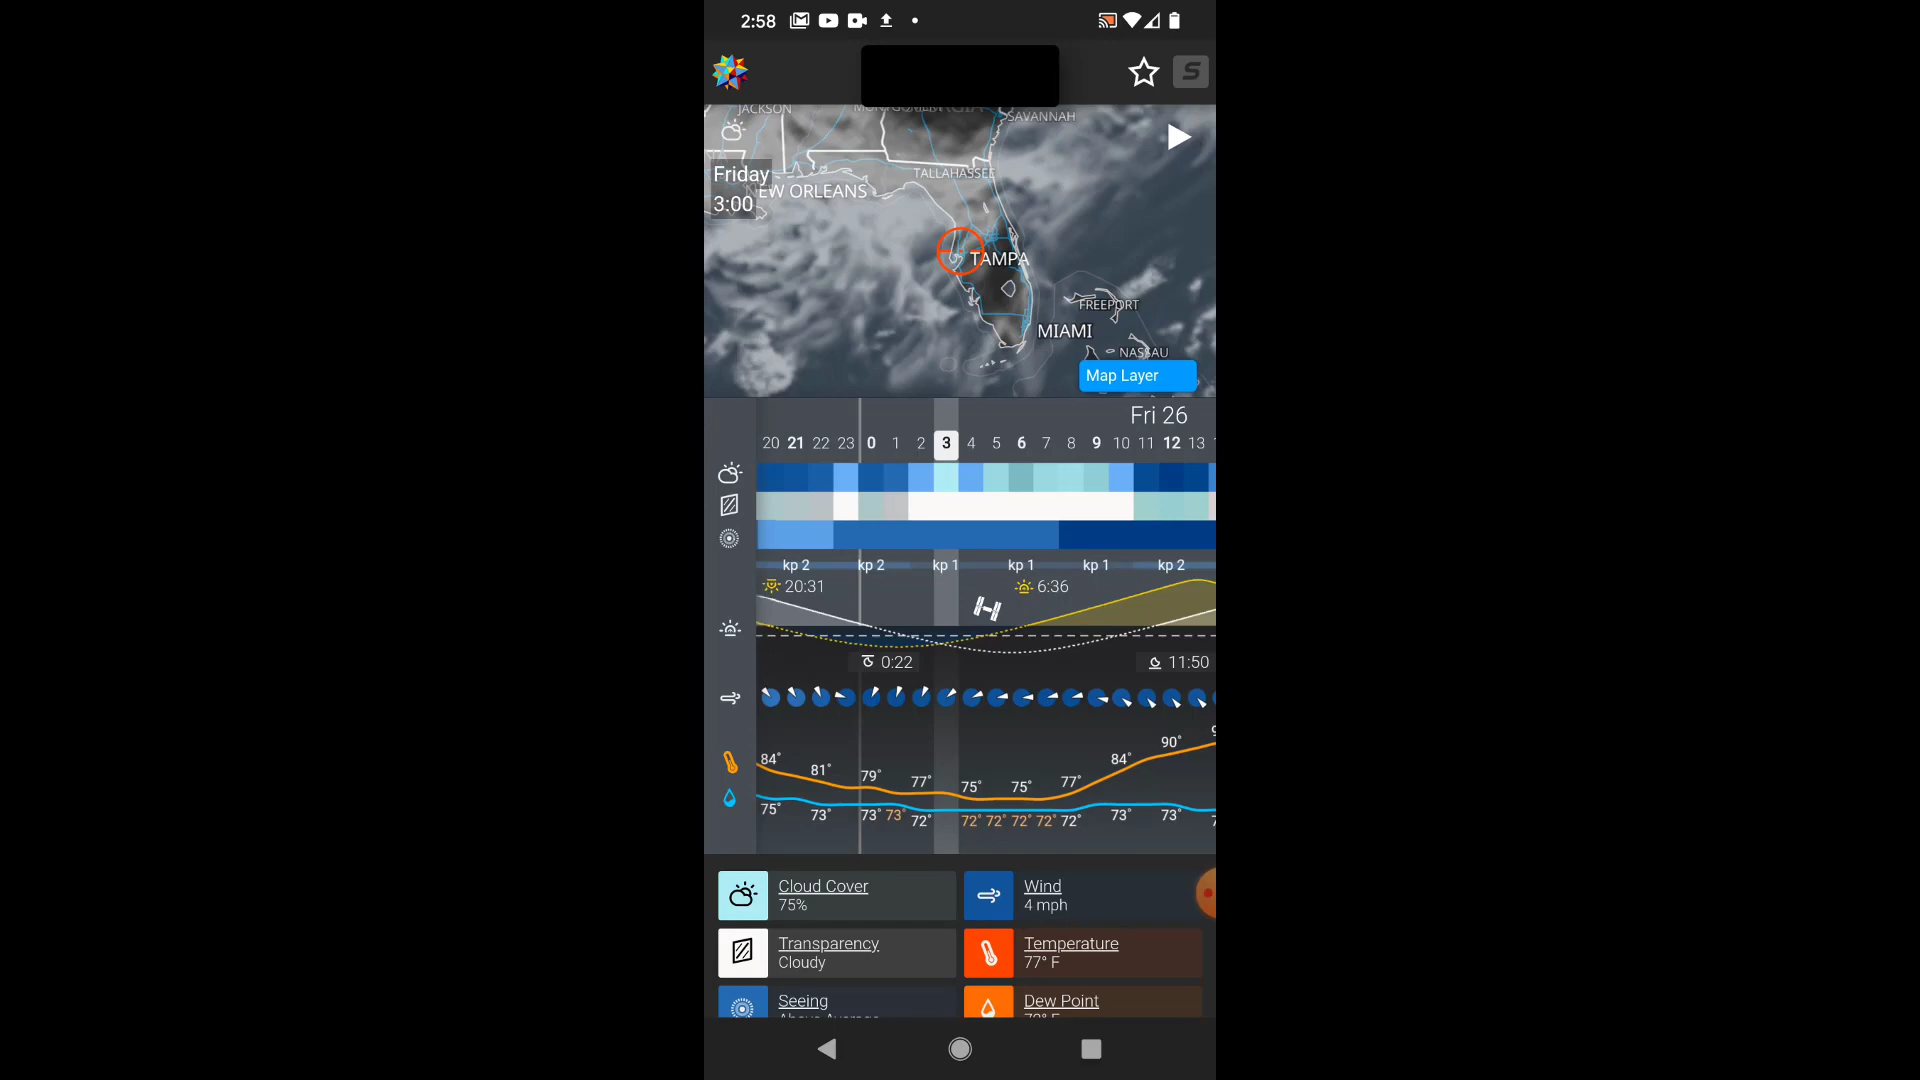 2:58
S
JACKSON
SAVANNAH
Friday
3:00
TALLAHASSEE
EW ORLEANS
TAMPA
FREEPORT
MIAMI
NASSAU
Map Layer
Fri 26
20 21 22 23 0 1 2 3 4 5 6 7 8 9 10 11 12 13
kp 2 kp 2 kp 1 kp 1 kp 1 kp 2
20:31 6:36
0:22 11:50
84° 81° 79° 77° 75° 75° 77° 84° 90°
75° 73° 73° 73° 72° 72° 72° 72° 72° 72° 73° 73°
Cloud Cover
75%
Wind
4 mph
Transparency
Cloudy
Temperature
77° F
Seeing
Above Average
Dew Point